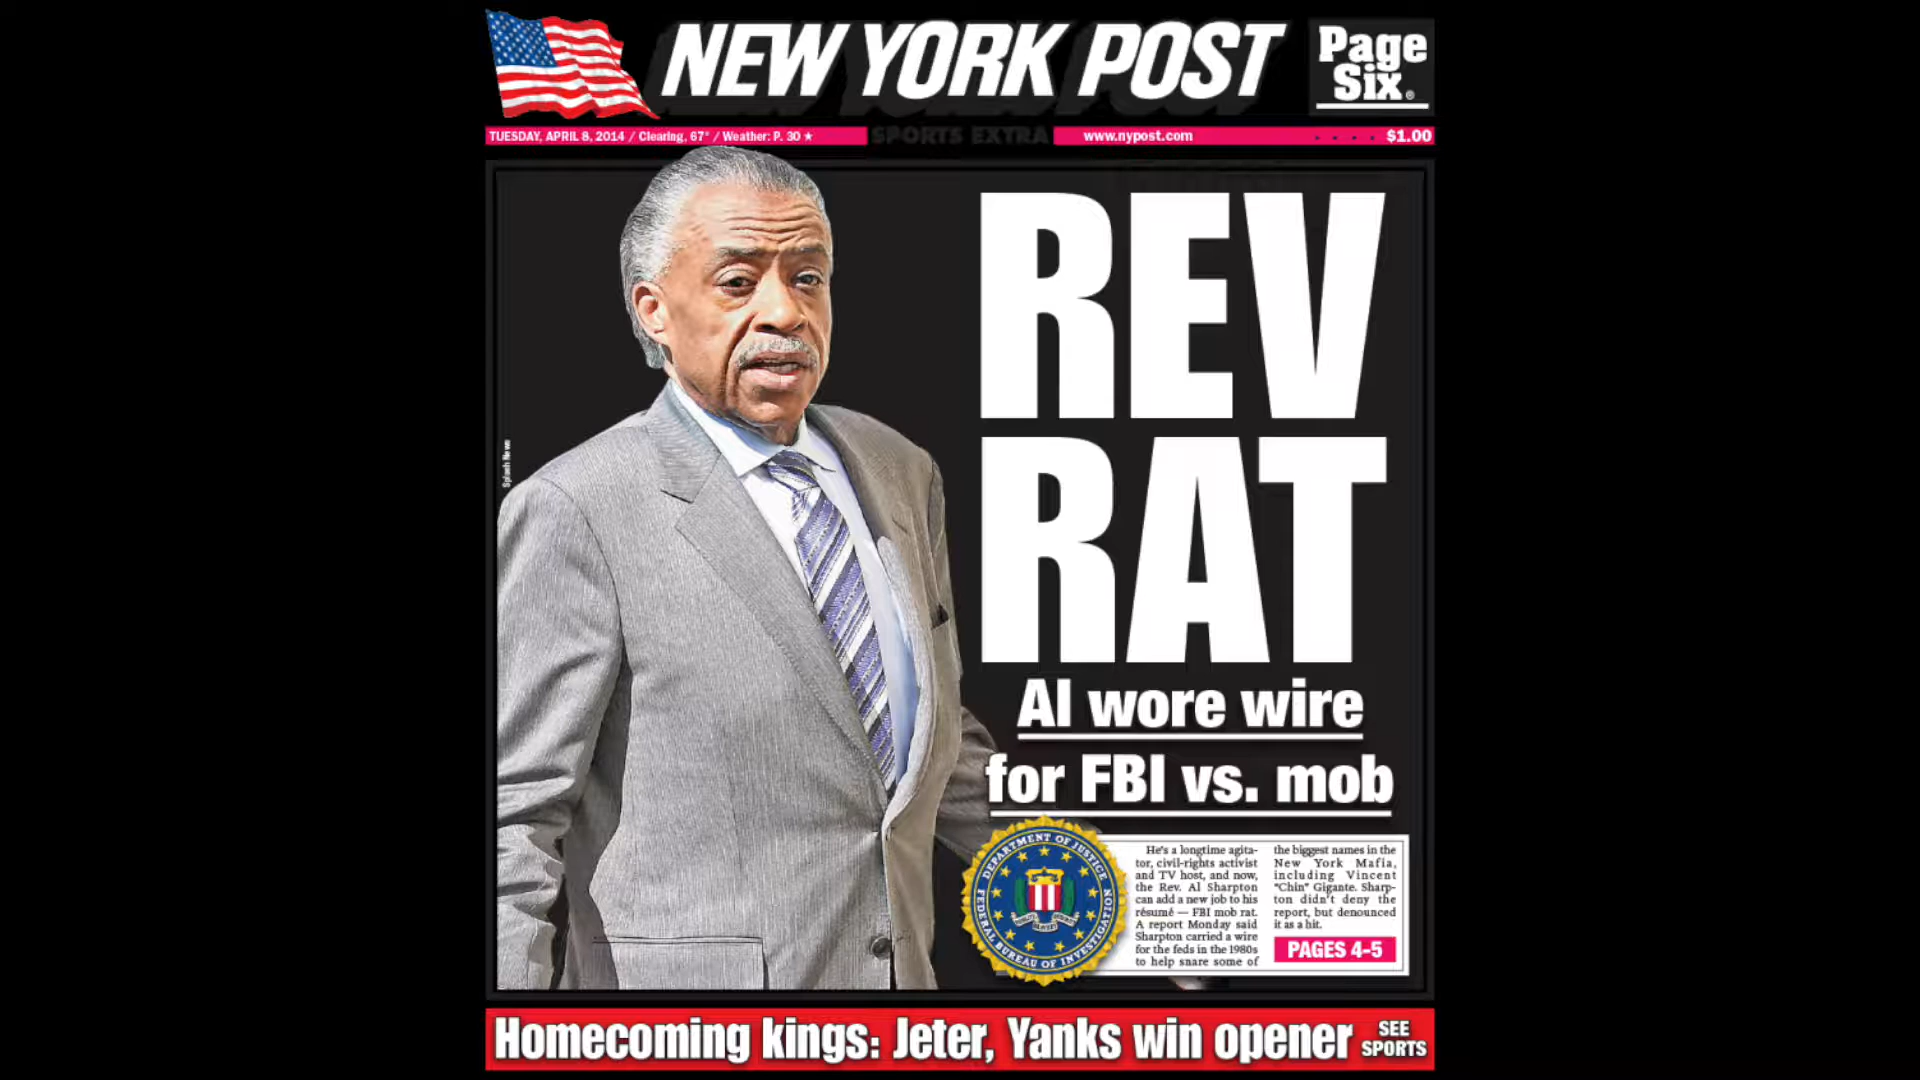 NEW YORK POST
Page
Six®
TUESDAY, APRIL 8, 2014 / Clearing, 67° / Weather: P. 30 ★
SPORTS EXTRA
www.nypost.com
$1.00
REV
RAT
Al wore wire
for FBI vs. mob
Splash News
DEPARTMENT OF JUSTICE
FEDERAL BUREAU OF INVESTIGATION
He's a longtime agita-
tor, civil-rights activist
and TV host, and now,
the Rev. Al Sharpton
can add a new job to his
résumé — FBI mob rat.
A report Monday said
Sharpton carried a wire
for the feds in the 1980s
to help snare some of
the biggest names in the
New York Mafia,
including Vincent
"Chin" Gigante. Sharp-
ton didn't deny the
report, but denounced
it as a hit.
PAGES 4-5
Homecoming kings: Jeter, Yanks win opener
SEE
SPORTS